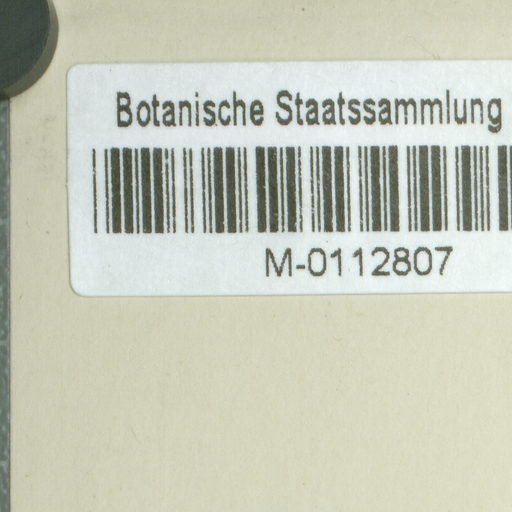 Botanische Staatssammlung
M-0112807